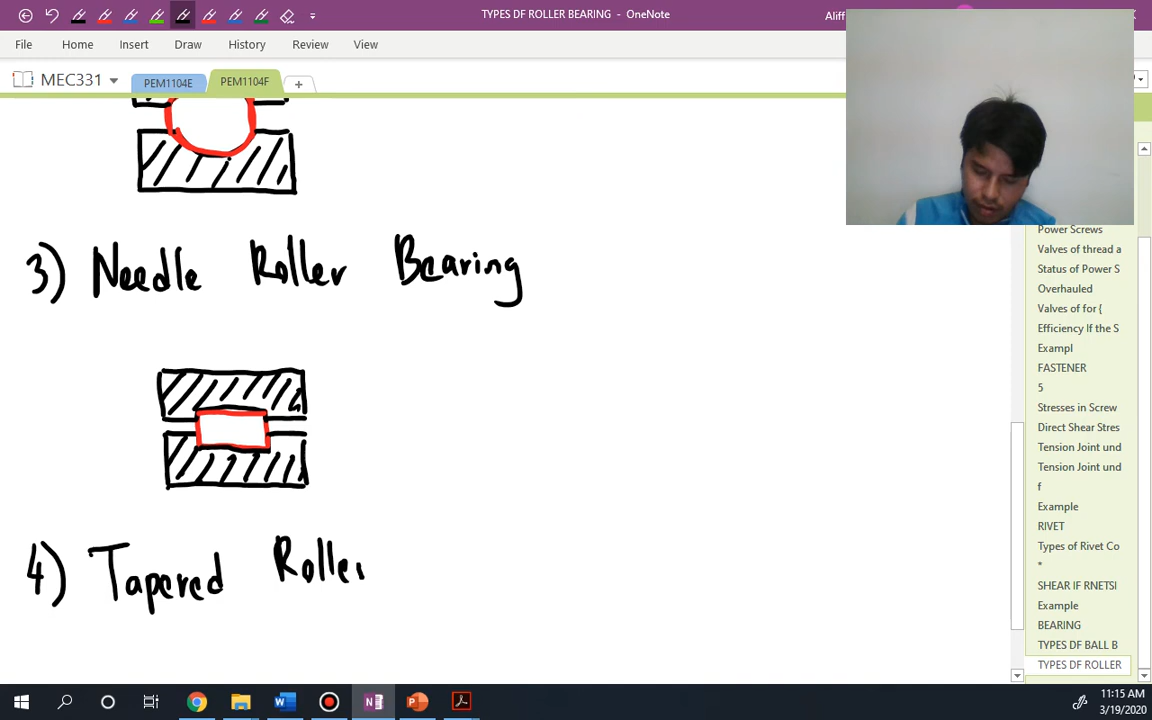 TYPES DF ROLLER BEARING - OneNote
Aliff
File Home Insert Draw History Review View
MEC331 PEM1104E PEM1104F
Power Screws
Valves of thread a
Status of Power S
Overhauled
Valves of for {
Efficiency If the S
Exampl
FASTENER
5
Stresses in Screw
Direct Shear Stres
Tension Joint und
Tension Joint und
f
Example
RIVET
Types of Rivet Co
*
SHEAR IF RNETSI
Example
BEARING
TYPES DF BALL B
TYPES DF ROLLER
3) Needle Roller Bearing
4) Tapered Roller
11:15 AM
3/19/2020